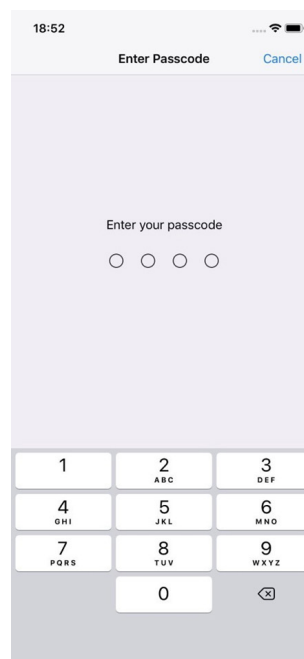 18:52
Enter Passcode Cancel
Enter your passcode
1 2 3
ABC DEF
4 5 6
GHI JKL MNO
7 8 9
PQRS TUV WXYZ
0